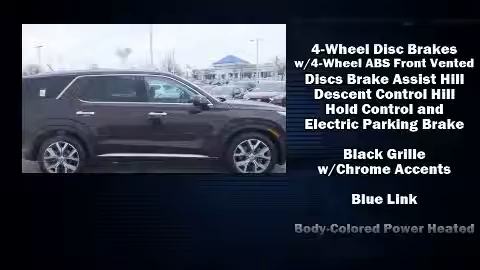 4-Wheel Disc Brakes
w/4-Wheel ABS Front Vented
Discs Brake Assist Hill
Descent Control Hill
Hold Control and
Electric Parking Brake
Black Grille
w/Chrome Accents
Blue Link
Body-Colored Power Heated